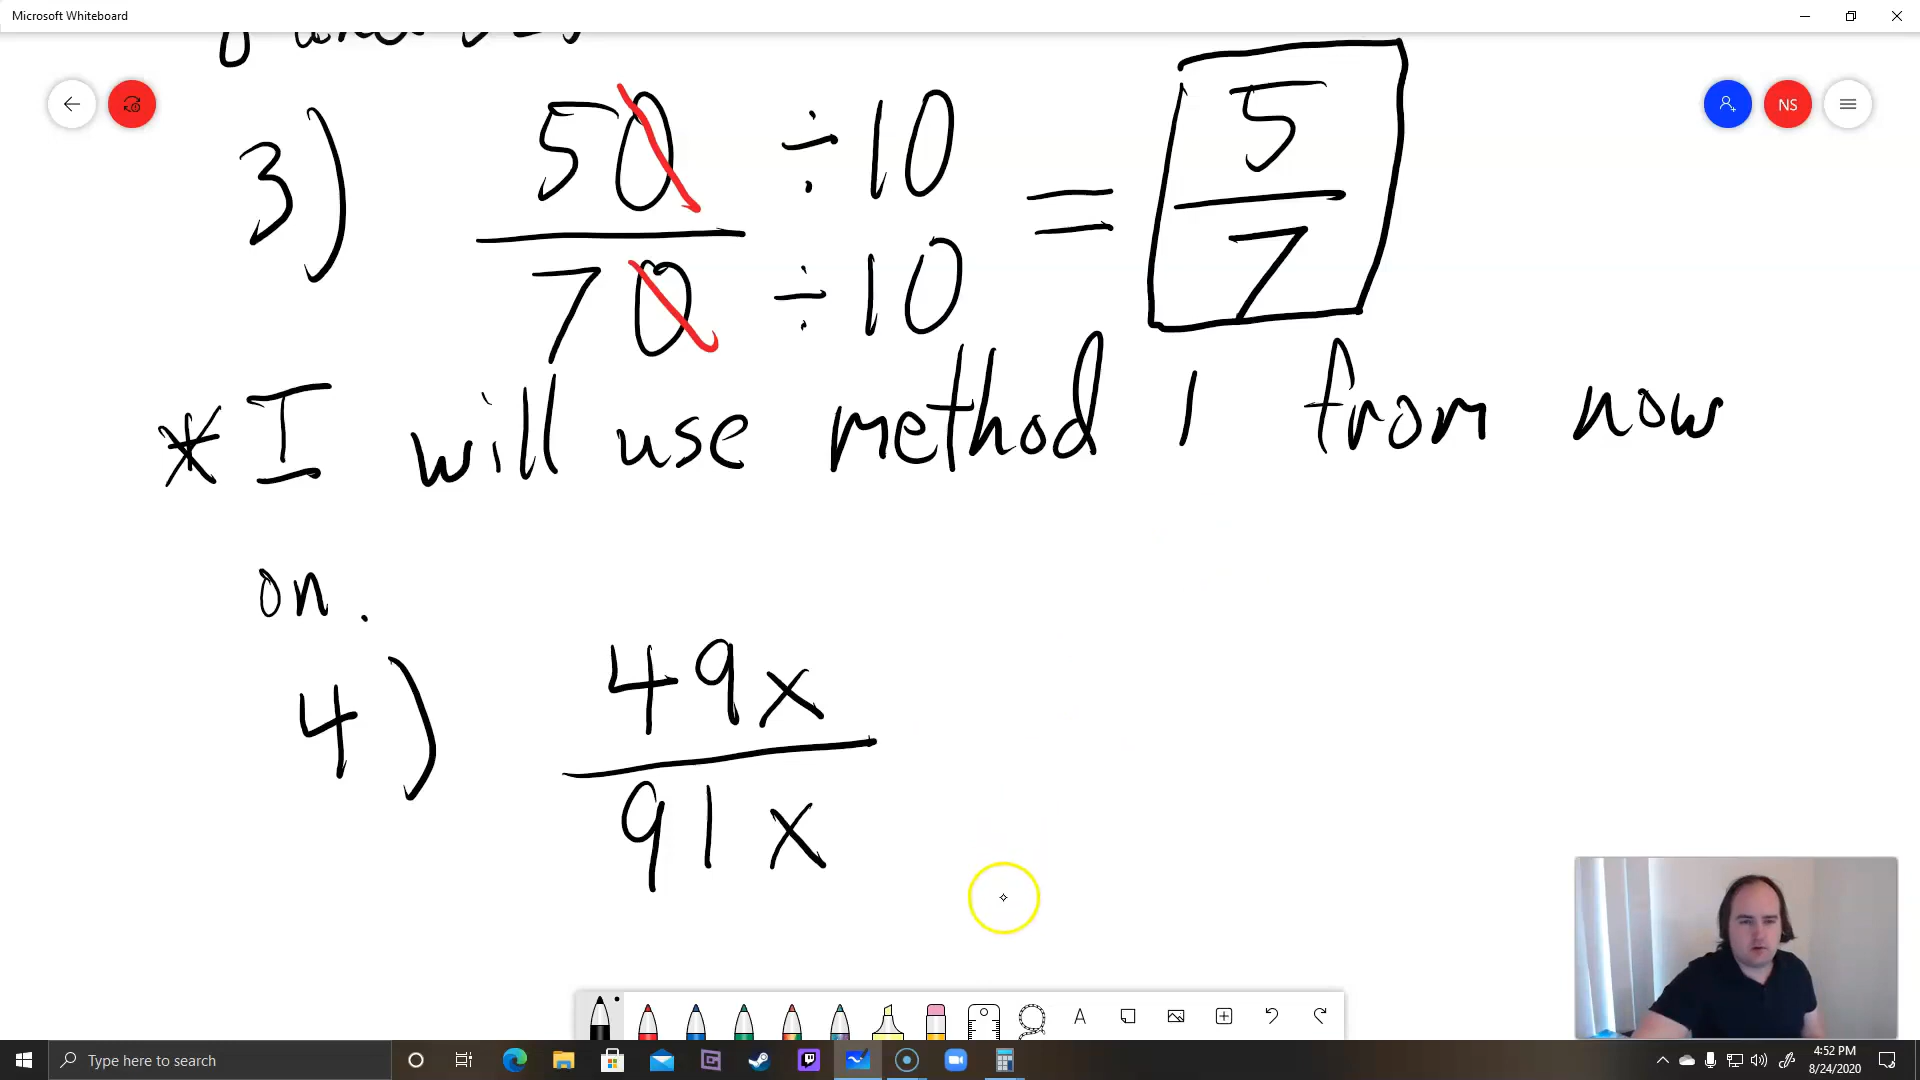 Microsoft Whiteboard
NS
3) 50 ÷ 10 = 5
70 ÷ 10 7
*I will use method 1 from now
on.
4) 49x
91x
A
Type here to search
4:52 PM
8/24/2020